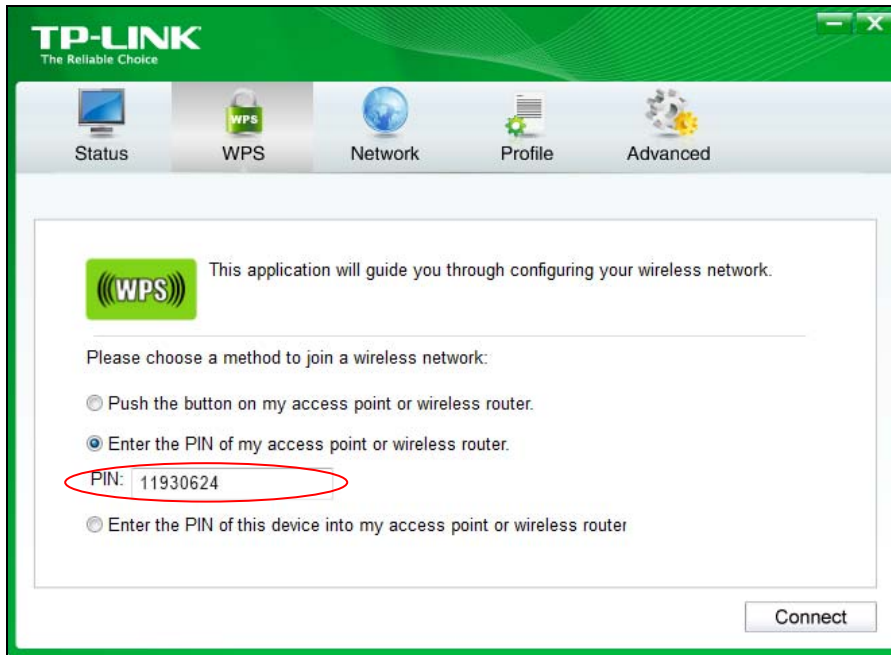 TP-LINK
The Reliable Choice
Status WPS Network Profile Advanced
WPS
(((WPS)))
This application will guide you through configuring your wireless network.
Please choose a method to join a wireless network:
Push the button on my access point or wireless router.
Enter the PIN of my access point or wireless router.
PIN: 11930624
Enter the PIN of this device into my access point or wireless router
Connect